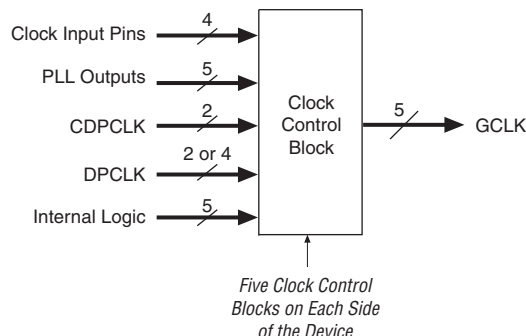 Clock Input Pins
4
PLL Outputs
5
CDPCLK
2
DPCLK
2 or 4
Internal Logic
5
Clock
Control
Block
5
GCLK
Five Clock Control
Blocks on Each Side
of the Device